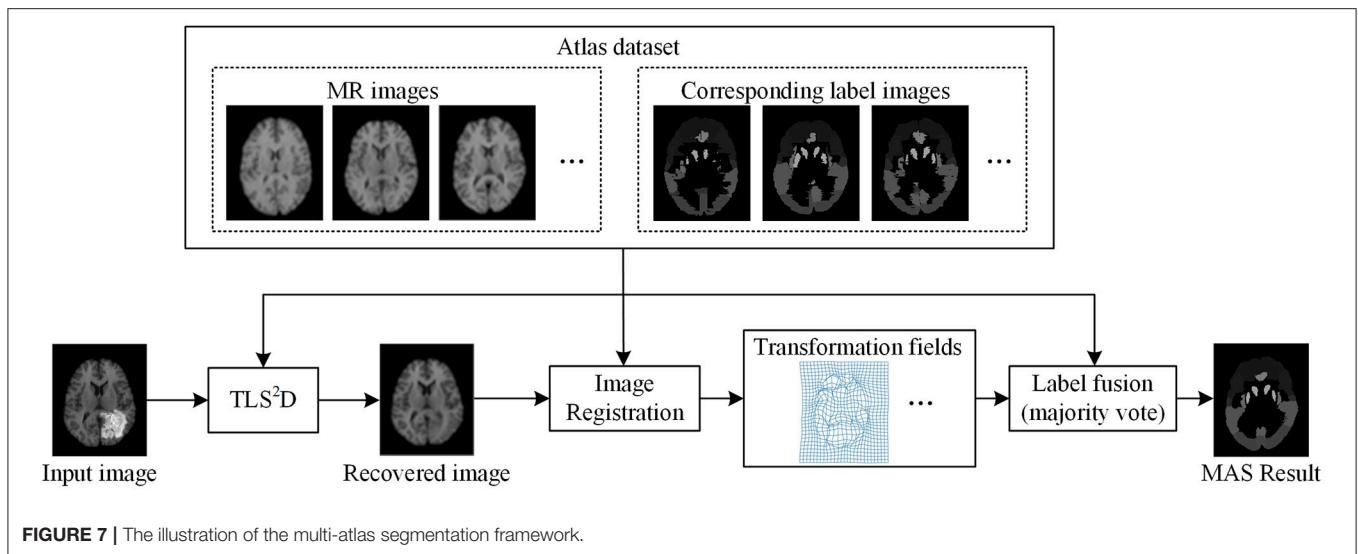 Atlas dataset
MR images
...
Corresponding label images
...
Input image
TLS²D
Recovered image
Image
Registration
Transformation fields
...
Label fusion
(majority vote)
MAS Result
FIGURE 7 | The illustration of the multi-atlas segmentation framework.